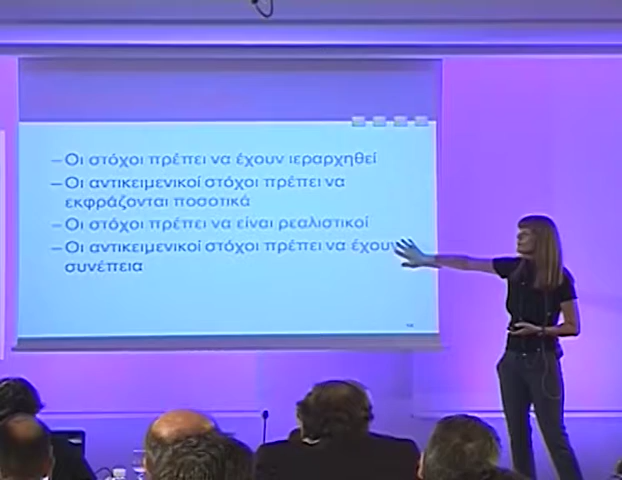 – Οι στόχοι πρέπει να έχουν ιεραρχηθεί
– Οι αντικειμενικοί στόχοι πρέπει να
εκφράζονται ποσοτικά
– Οι στόχοι πρέπει να είναι ρεαλιστικοί
– Οι αντικειμενικοί στόχοι πρέπει να έχουν
συνέπεια